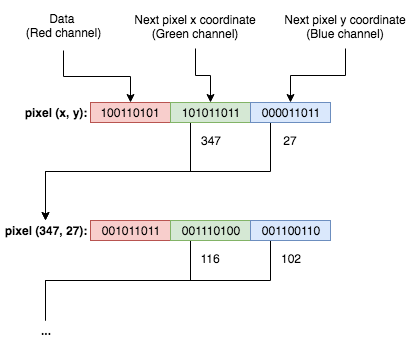 Data
(Red channel)
Next pixel x coordinate
(Green channel)
Next pixel y coordinate
(Blue channel)
pixel (x, y):
100110101
101011011
000011011
347
27
pixel (347, 27):
001011011
001110100
001100110
116
102
...